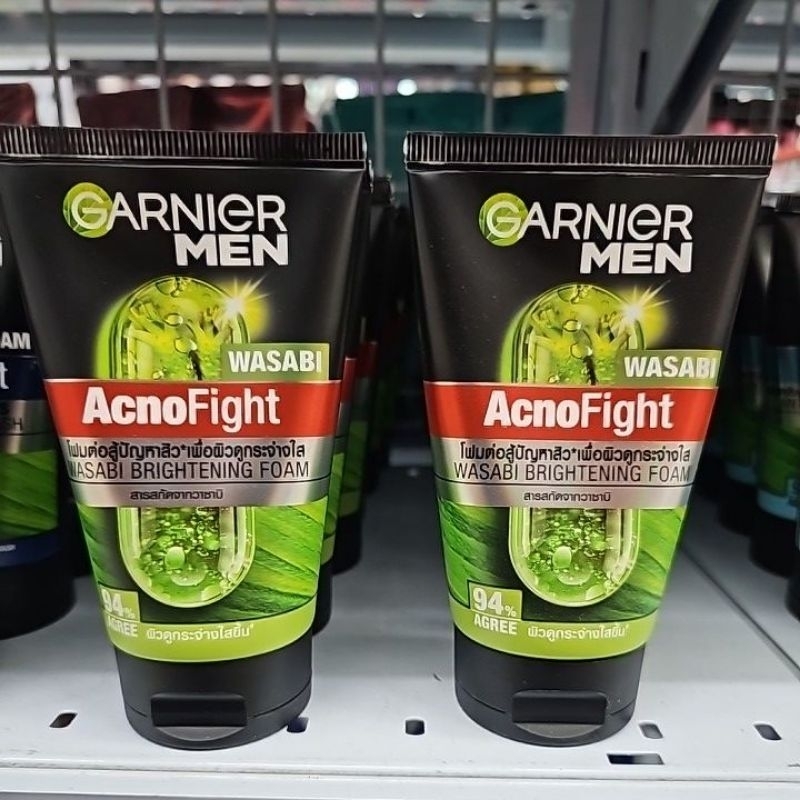 GARNIER
MEN
WASABI
AcnoFight
โฟมต่อสู้ปัญหาสิว*เพื่อผิวดูกระจ่างใส
WASABI BRIGHTENING FOAM
สารสกัดจากวาซาบิ
94%
AGREE
ผิวดูกระจ่างใสขึ้น*
GARNIER
MEN
WASABI
AcnoFight
โฟมต่อสู้ปัญหาสิว*เพื่อผิวดูกระจ่างใส
WASABI BRIGHTENING FOAM
สารสกัดจากวาซาบิ
94%
AGREE
ผิวดูกระจ่างใสขึ้น*